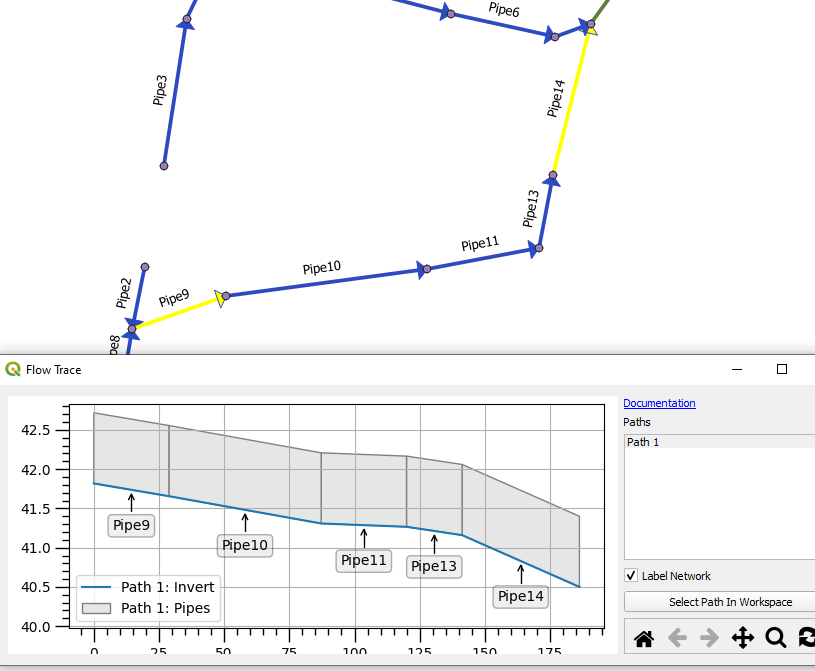 Pipe6
Pipe3
Pipe14
Pipe13
Pipe11
Pipe10
Pipe2
Pipe9
pe8
Flow Trace
Documentation
Paths
Path 1
42.5
42.0
41.5
41.0
40.5
40.0
Pipe9
Pipe10
Pipe11
Pipe13
Pipe14
Path 1: Invert
Path 1: Pipes
0 25 50 75 100 125 150 175
Label Network
Select Path In Workspace